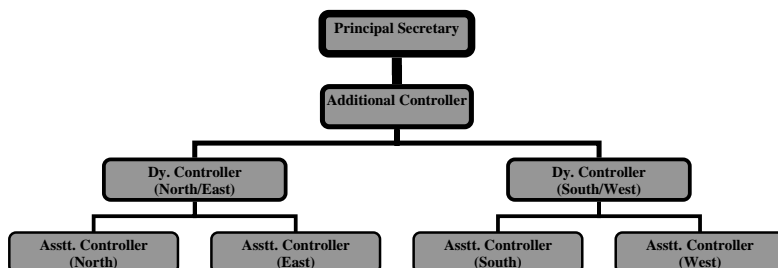 Principal Secretary
Additional Controller
Dy. Controller
(North/East)
Dy. Controller
(South/West)
Asstt. Controller
(North)
Asstt. Controller
(East)
Asstt. Controller
(South)
Asstt. Controller
(West)